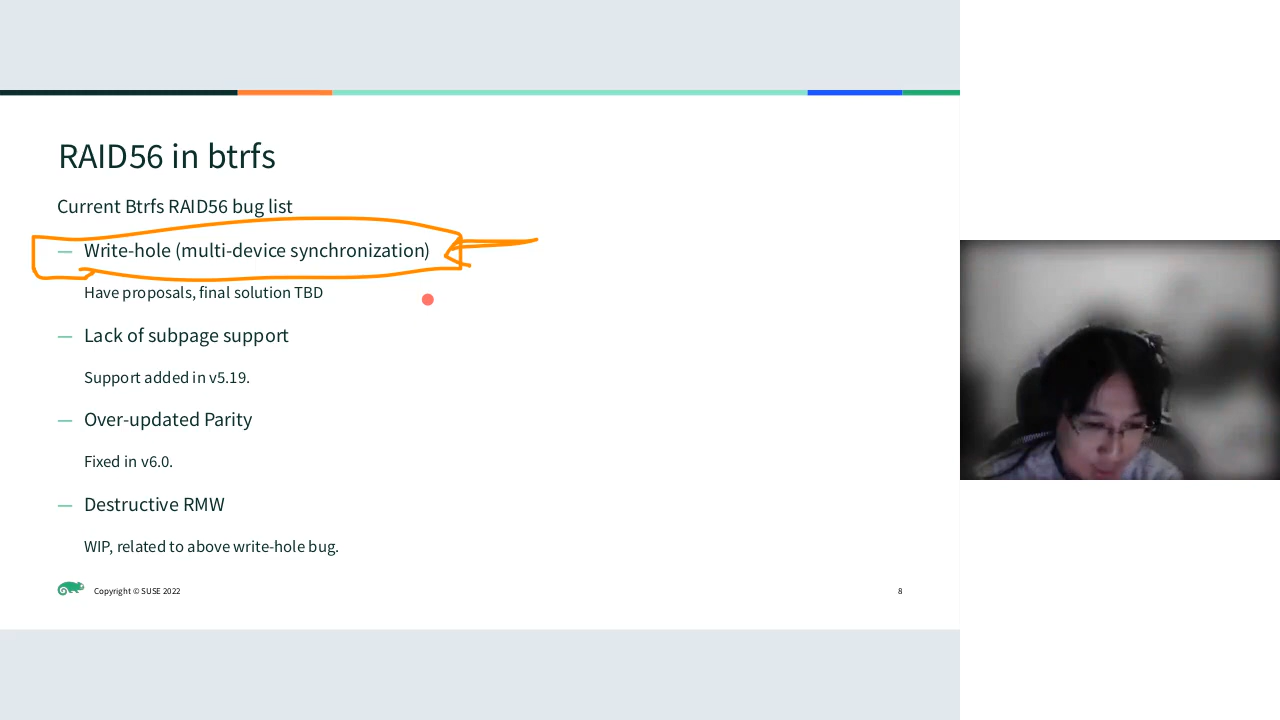 RAID56 in btrfs
Current Btrfs RAID56 bug list
— Write-hole (multi-device synchronization)
Have proposals, final solution TBD
— Lack of subpage support
Support added in v5.19.
— Over-updated Parity
Fixed in v6.0.
— Destructive RMW
WIP, related to above write-hole bug.
Copyright © SUSE 2022
8